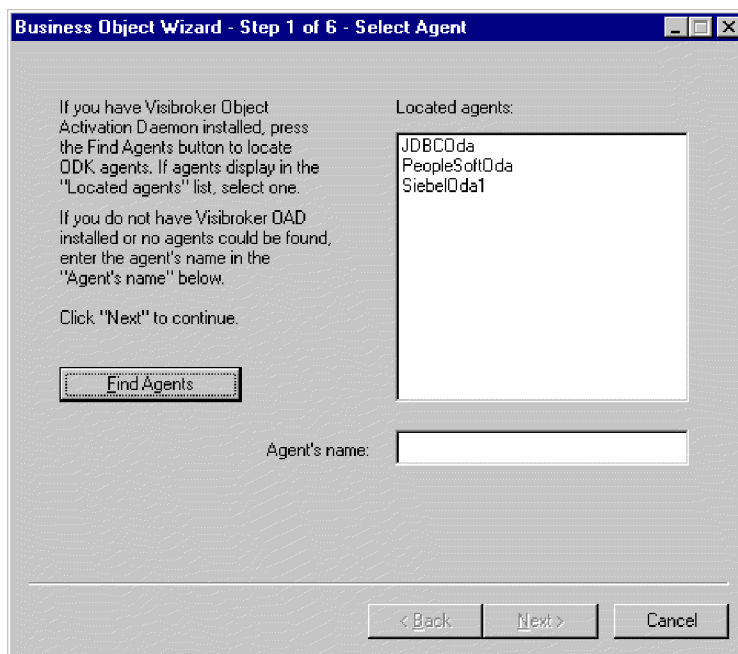 Business Object Wizard - Step 1 of 6 - Select Agent
If you have Visibroker Object
Activation Daemon installed, press
the Find Agents button to locate
ODK agents. If agents display in the
"Located agents" list, select one.
If you do not have Visibroker OAD
installed or no agents could be found,
enter the agent's name in the
"Agent's name" below.
Click "Next" to continue.
Find Agents
Located agents:
JDBCOda
PeopleSoftOda
SiebelOda1
Agent's name:
< Back
Next >
Cancel